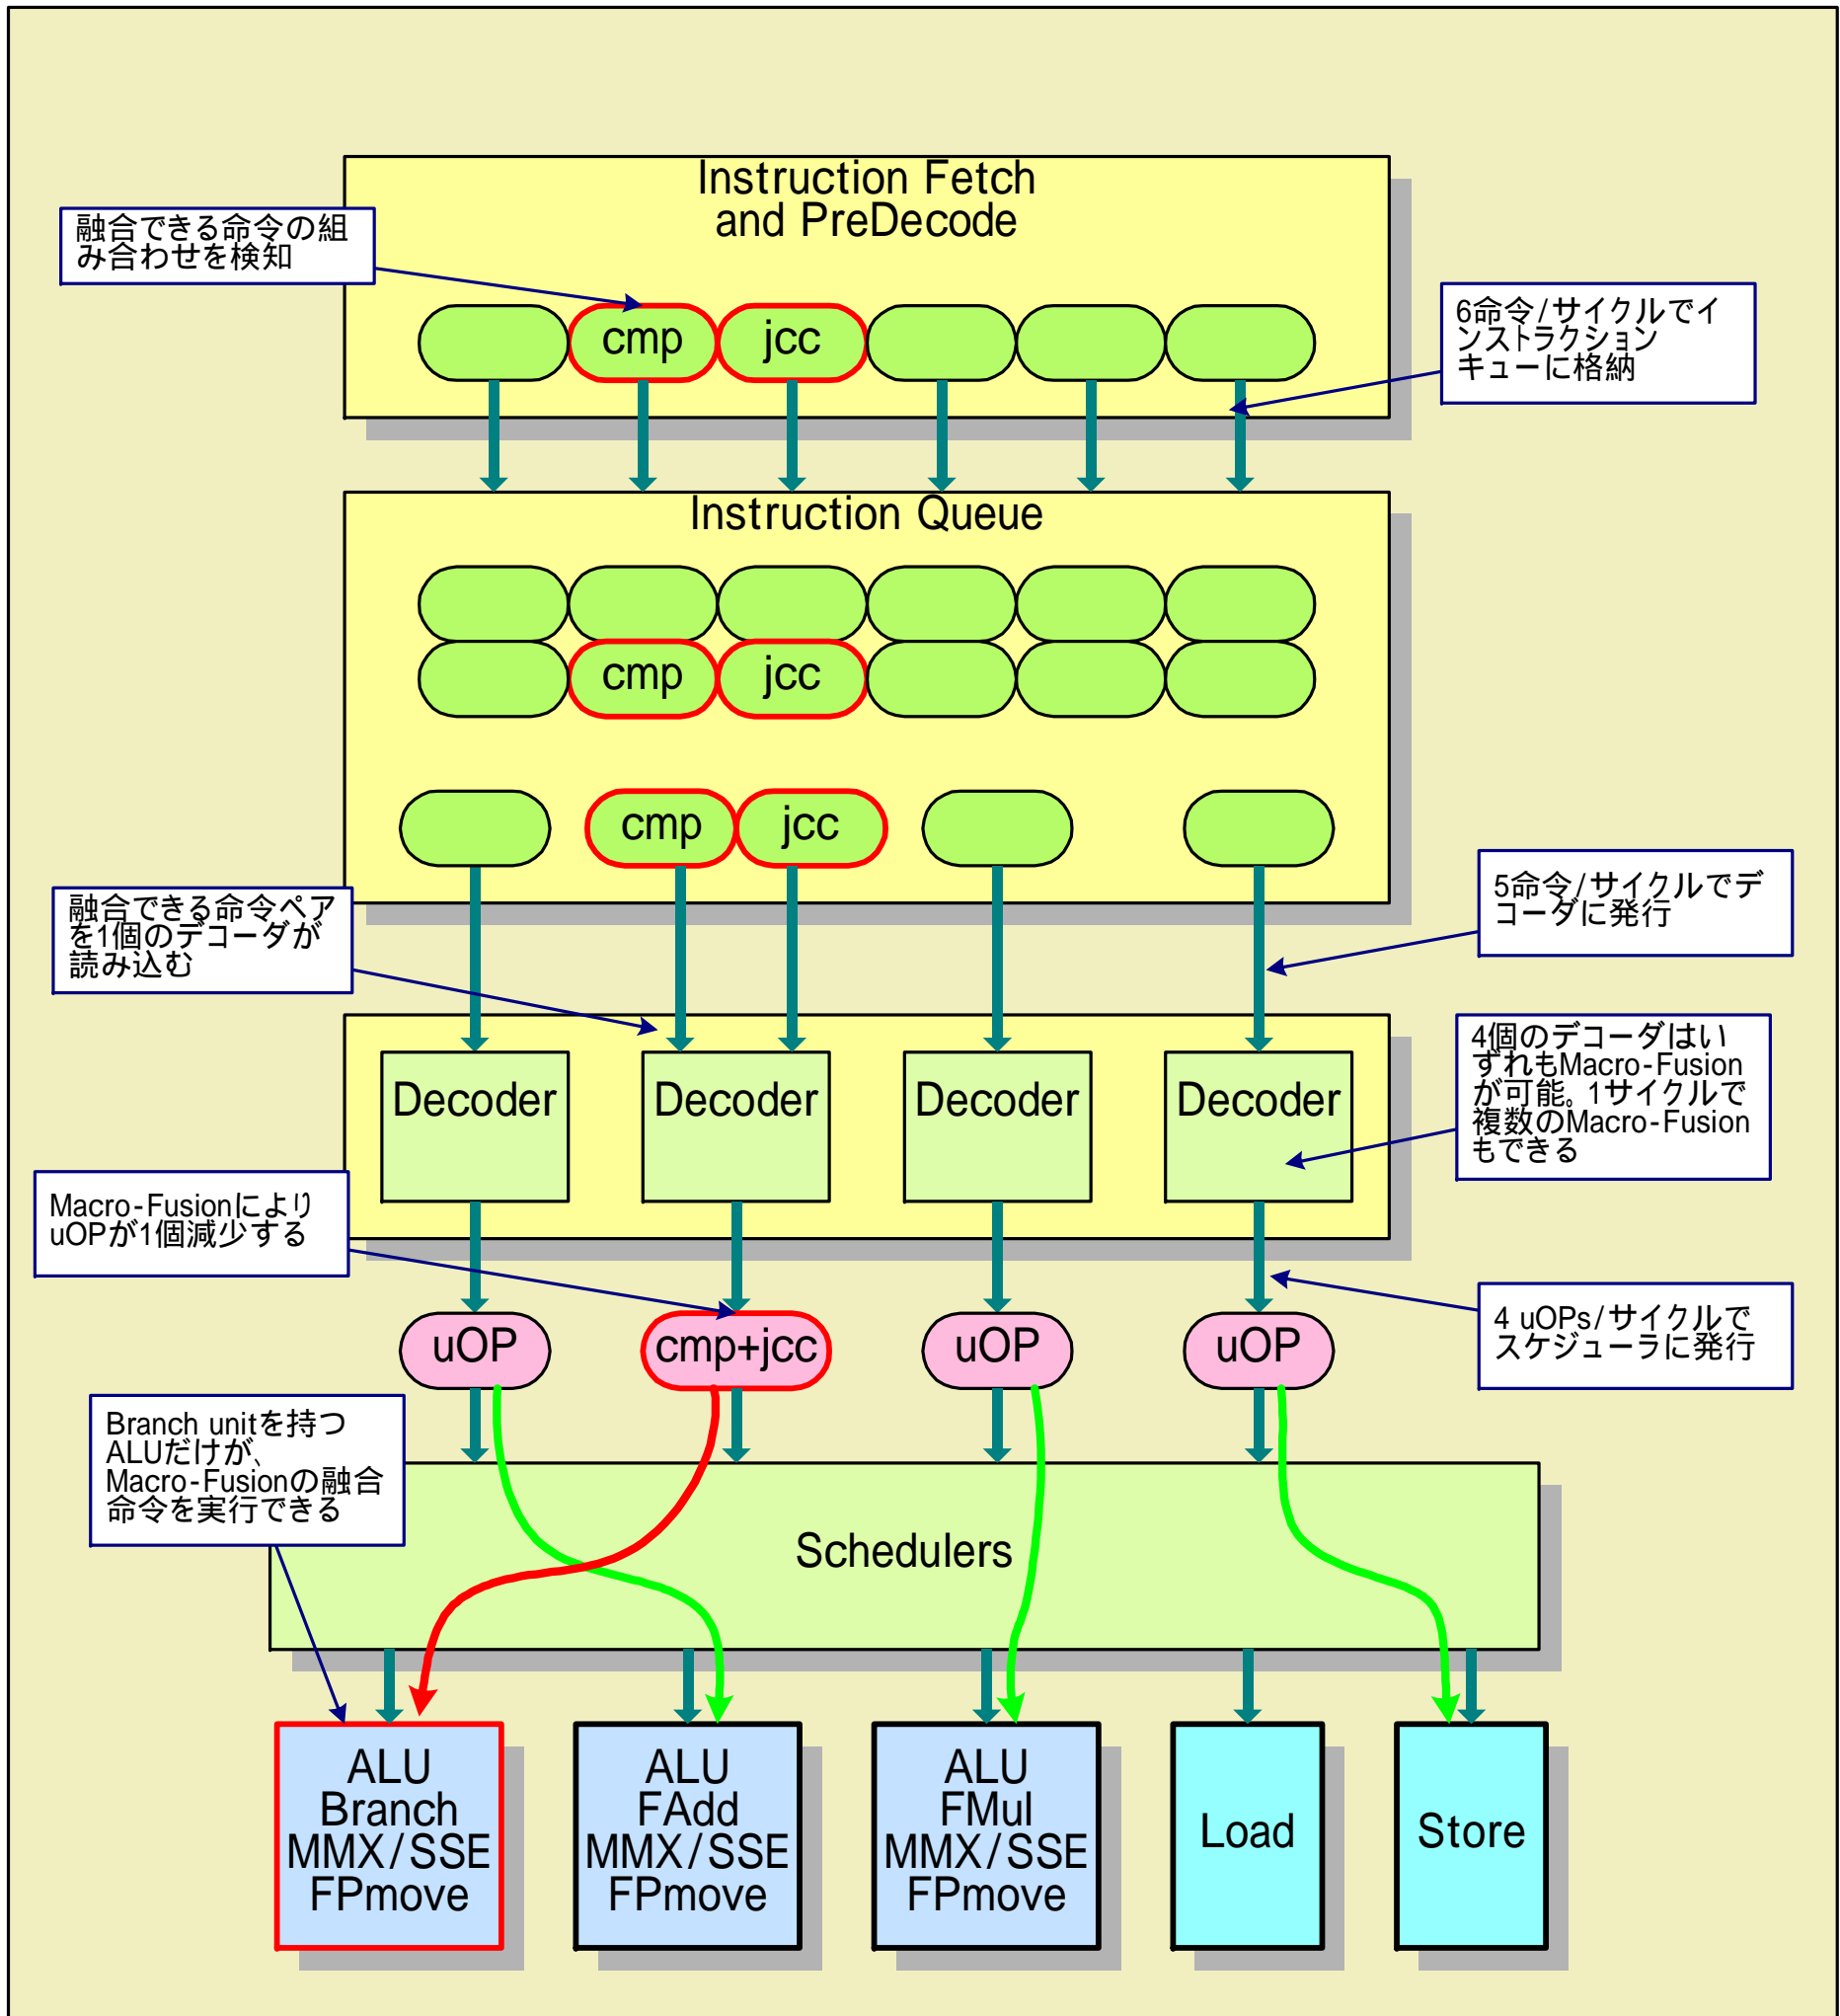 Instruction Fetch
and PreDecode
融合できる命令の組
み合わせを検知
cmp
jcc
6命令/サイクルでイ
ンストラクション
キューに格納
Instruction Queue
cmp
jcc
cmp
jcc
融合できる命令ペア
を1個のデコーダが
読み込む
5命令/サイクルでデ
コーダに発行
Decoder
Decoder
Decoder
Decoder
4個のデコーダはい
ずれもMacro-Fusion
が可能。1サイクルで
複数のMacro-Fusion
もできる
Macro-Fusionにより
uOPが1個減少する
uOP
cmp+jcc
uOP
uOP
4 uOPs/サイクルで
スケジューラに発行
Branch unitを持つ
ALUだけが、
Macro-Fusionの融合
命令を実行できる
Schedulers
ALU
Branch
MMX/SSE
FPmove
ALU
FAdd
MMX/SSE
FPmove
ALU
FMul
MMX/SSE
FPmove
Load
Store